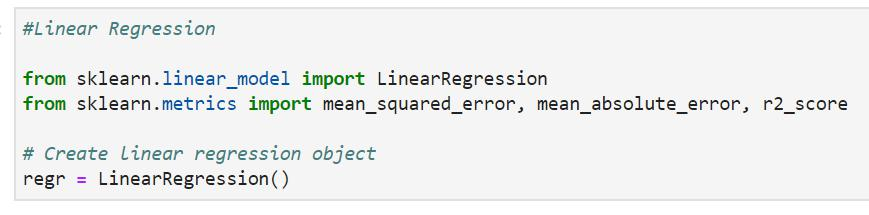 #Linear Regression
from sklearn.linear_model import LinearRegression
from sklearn.metrics import mean_squared_error, mean_absolute_error, r2_score
# Create linear regression object
regr = LinearRegression()